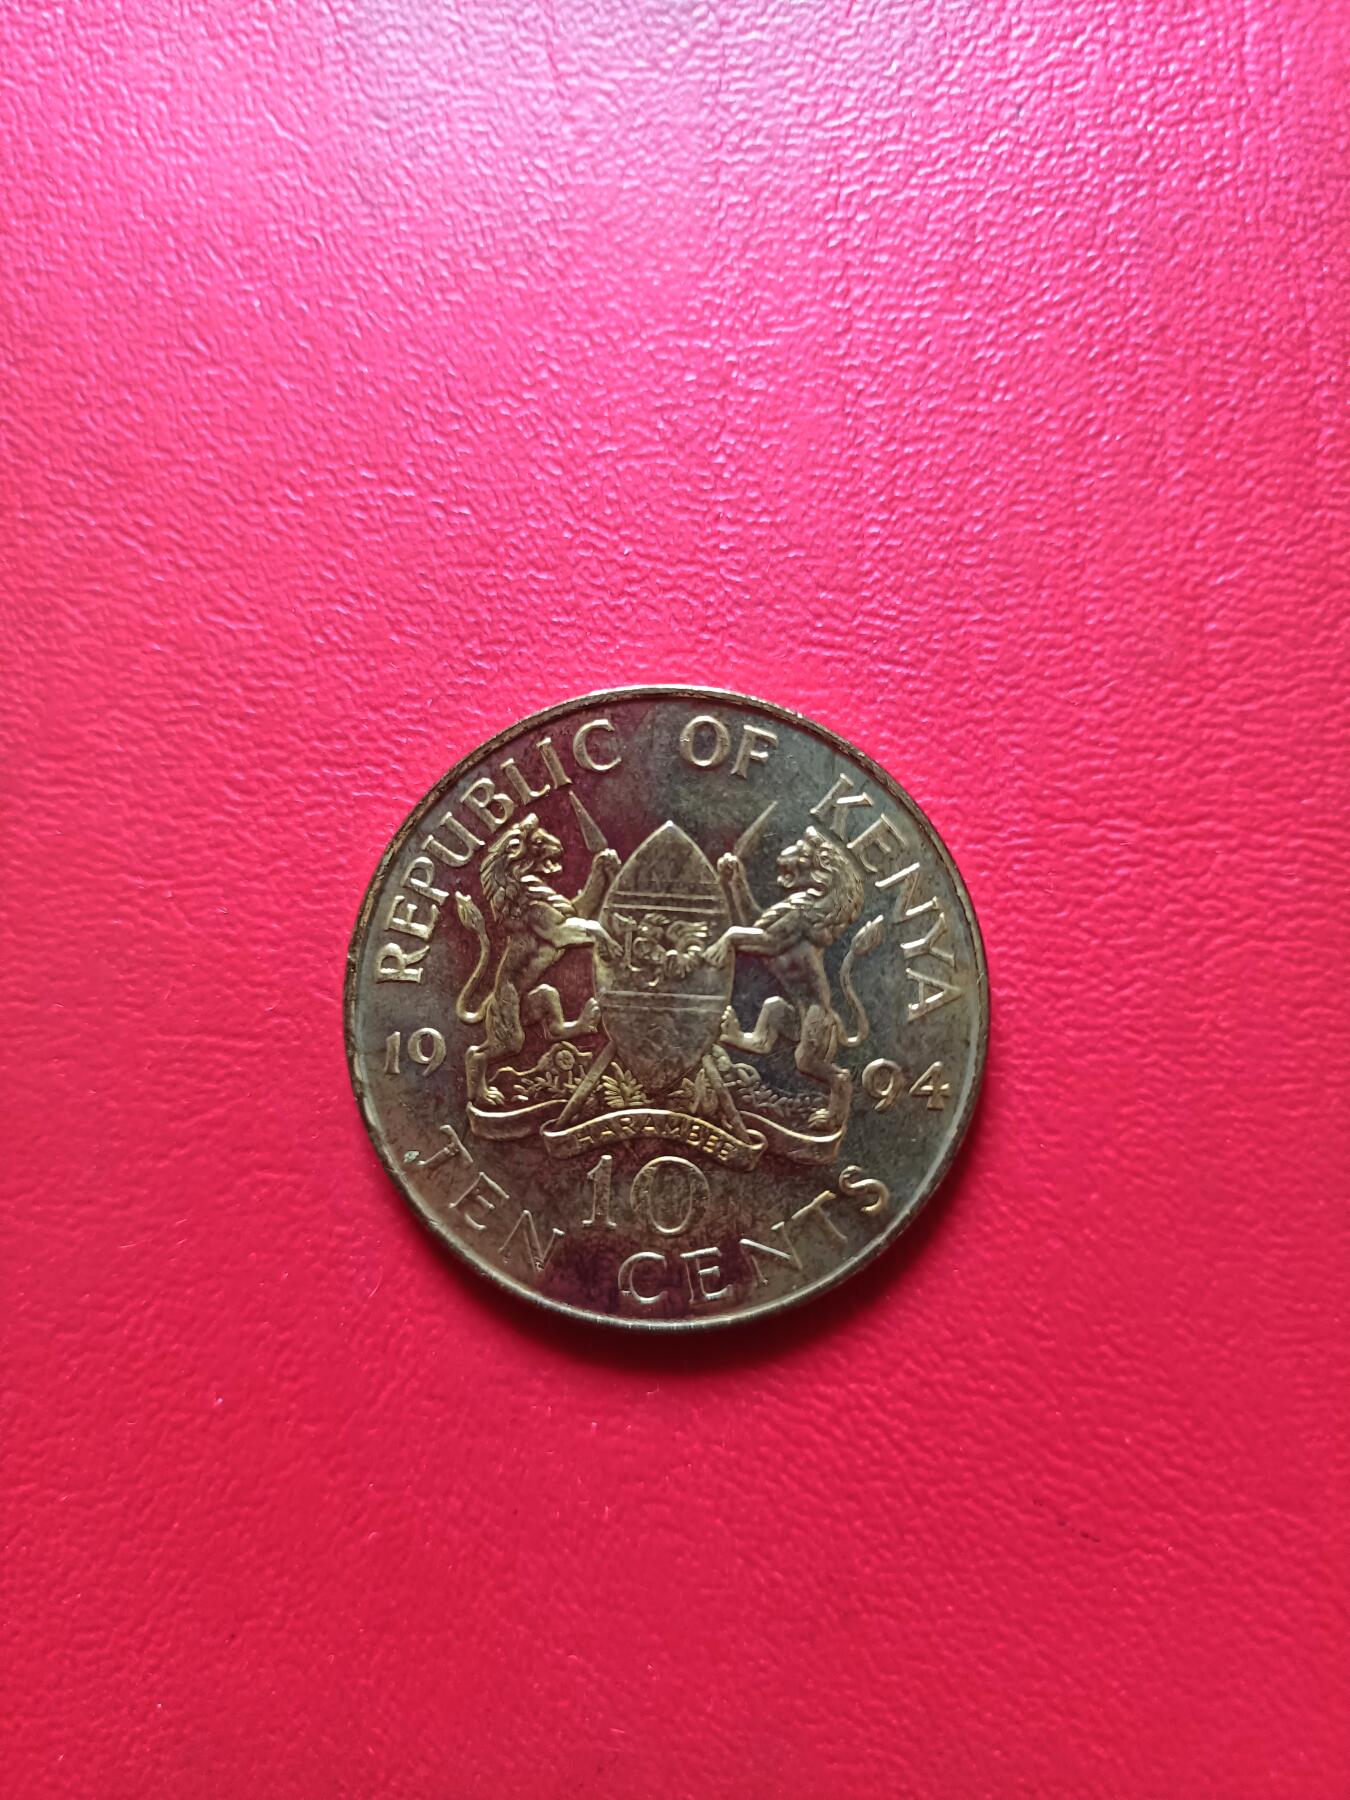 REPUBLIC OF KENYA
19 94
HARAMBEE
10
TEN CENTS